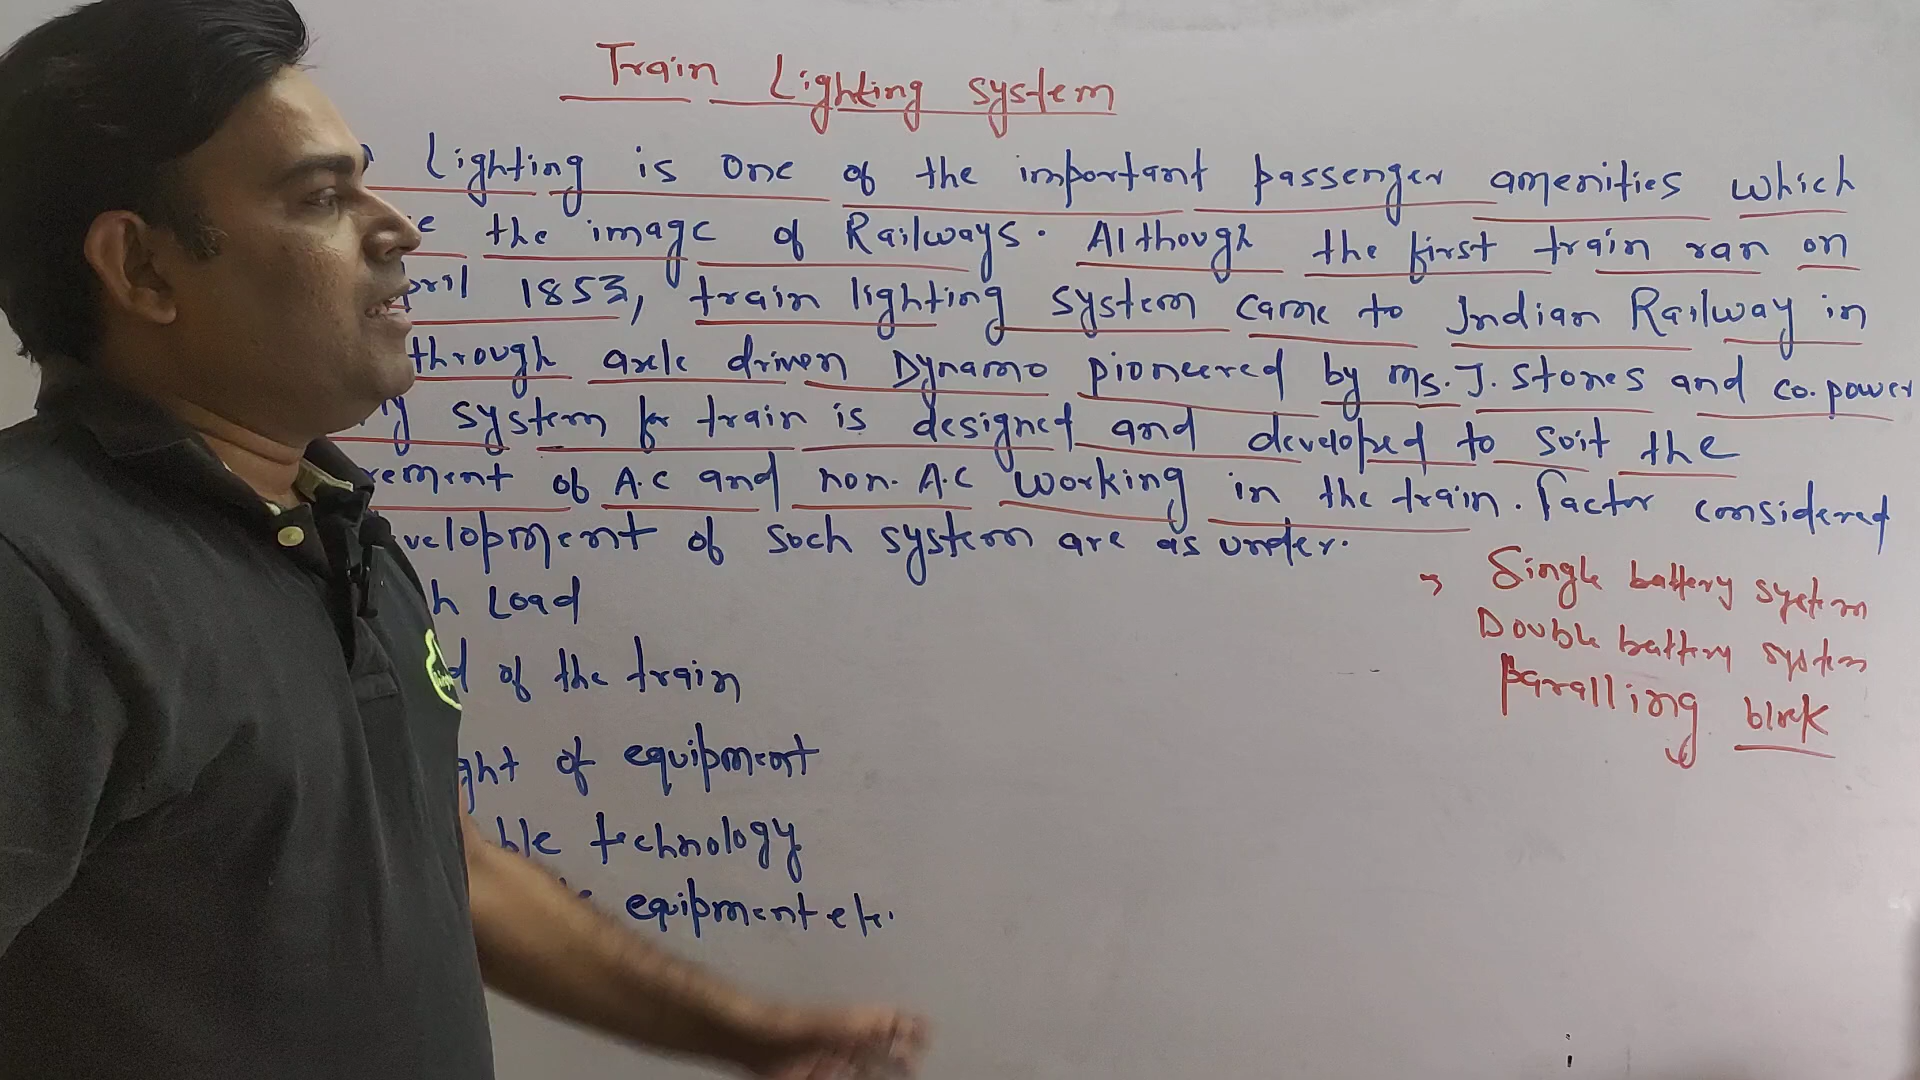 Train Lighting system
Lighting is one of the important passenger amenities which
the image of Railways. Although the first train ran on
pril 1853, train lighting system came to Indian Railway in
through axle driven Dynamo pioneered by ms. J. Stones and co. power
system for train is designed and developed to soit the
rement of A.C and non. A.C working in the train. Factor considered
velopment of soch system are as under.
h Load
d of the train
ght of equipment
ble technology
equipment etc.
→ Single battery system
Double battery system
Paralling block